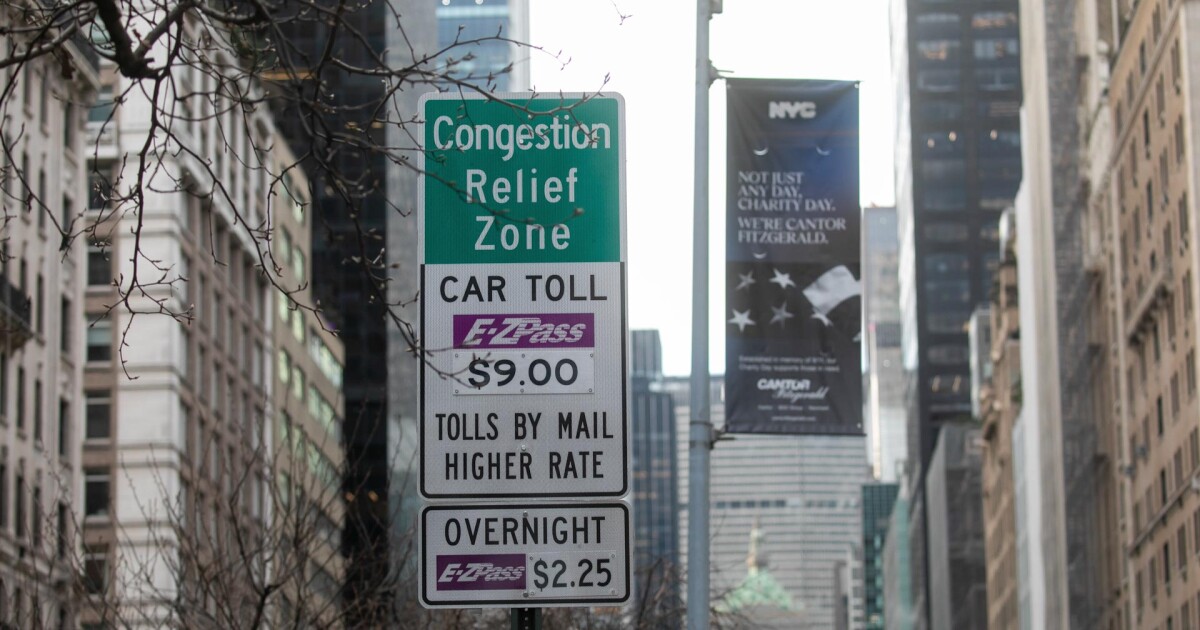 Congestion
Relief
Zone
CAR TOLL
E-ZPass
$9.00
TOLLS BY MAIL
HIGHER RATE
OVERNIGHT
E-ZPass $2.25
NYC
NOT JUST
ANY DAY.
CHARITY DAY.
WE'RE CANTOR
FITZGERALD.
CANTOR
Fitzgerald